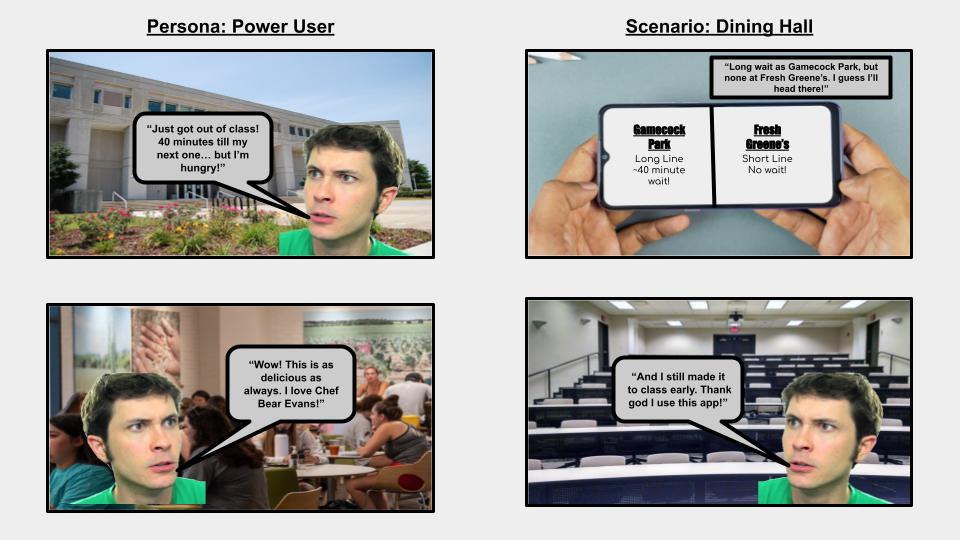 Persona: Power User
Scenario: Dining Hall
“Just got out of class!
40 minutes till my
next one… but I’m
hungry!”
“Long wait as Gamecock Park, but
none at Fresh Greene’s. I guess I’ll
head there!”
Gamecock
Park
Long Line
~40 minute
wait!
Fresh
Greene’s
Short Line
No wait!
“Wow! This is as
delicious as
always. I love Chef
Bear Evans!”
“And I still made it
to class early. Thank
god I use this app!”